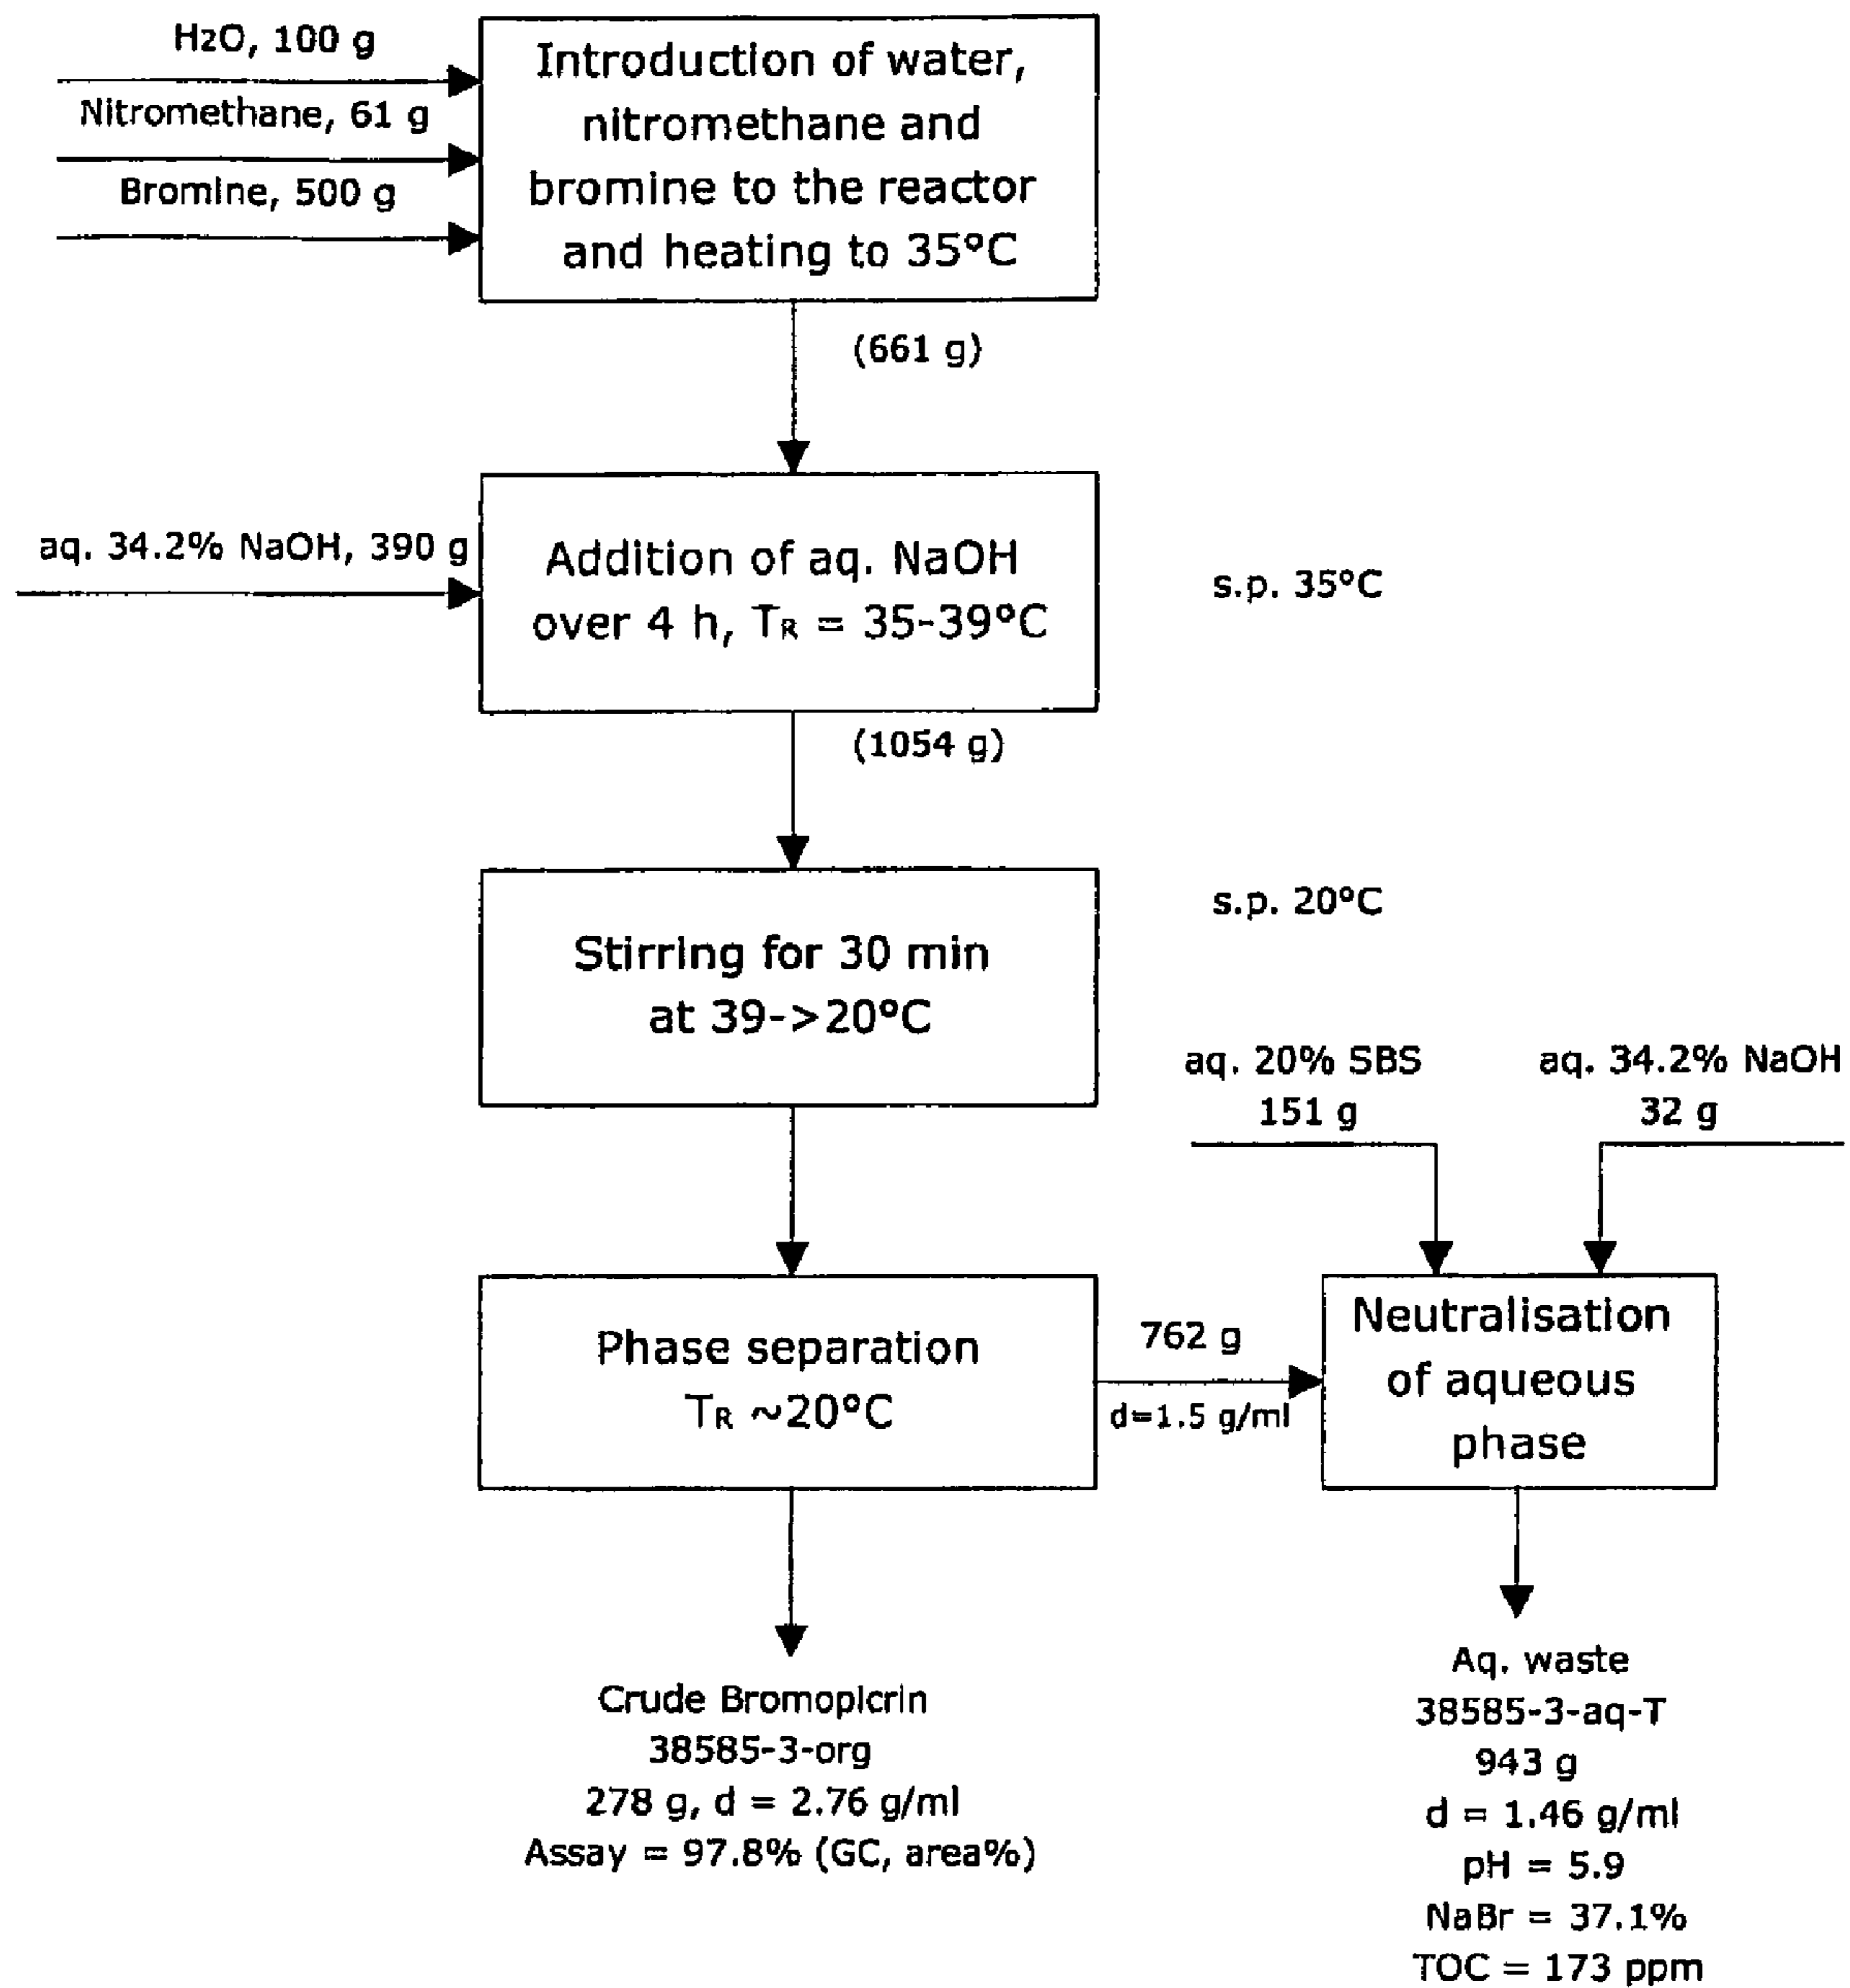 H2O, 100 g
Nitromethane, 61 g
Bromine, 500 g
Introduction of water,
nitromethane and
bromine to the reactor
and heating to 35°C
(661 g)
aq. 34.2% NaOH, 390 g
Addition of aq. NaOH
over 4 h, TR = 35-39°C
s.p. 35°C
(1054 g)
Stirring for 30 min
at 39->20°C
s.p. 20°C
aq. 20% SBS
151 g
aq. 34.2% NaOH
32 g
Phase separation
TR ~20°C
762 g
d=1.5 g/ml
Neutralisation
of aqueous
phase
Crude Bromopicrin
38585-3-org
278 g, d = 2.76 g/ml
Assay = 97.8% (GC, area%)
Aq. waste
38585-3-aq-T
943 g
d = 1.46 g/ml
pH = 5.9
NaBr = 37.1%
TOC = 173 ppm